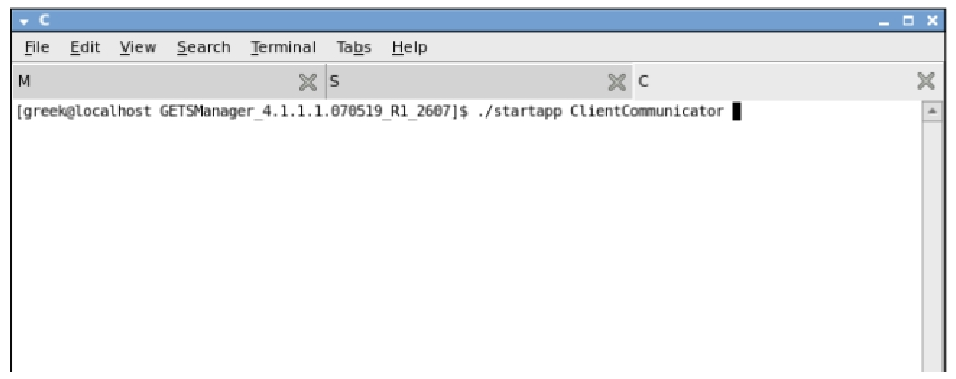 C
File Edit View Search Terminal Tabs Help
M S C
[greek@localhost GETSManager_4.1.1.1.070519_R1_2607]$ ./startapp ClientCommunicator